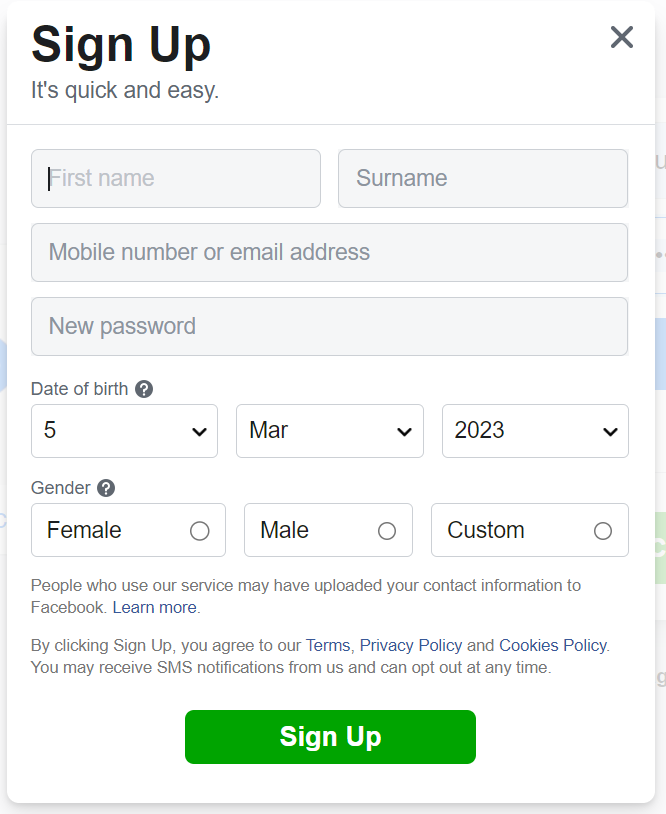 Sign Up
It's quick and easy.
First name
Surname
Mobile number or email address
New password
Date of birth ?
5
Mar
2023
Gender ?
Female
Male
Custom
People who use our service may have uploaded your contact information to
Facebook. Learn more.
By clicking Sign Up, you agree to our Terms, Privacy Policy and Cookies Policy.
You may receive SMS notifications from us and can opt out at any time.
Sign Up